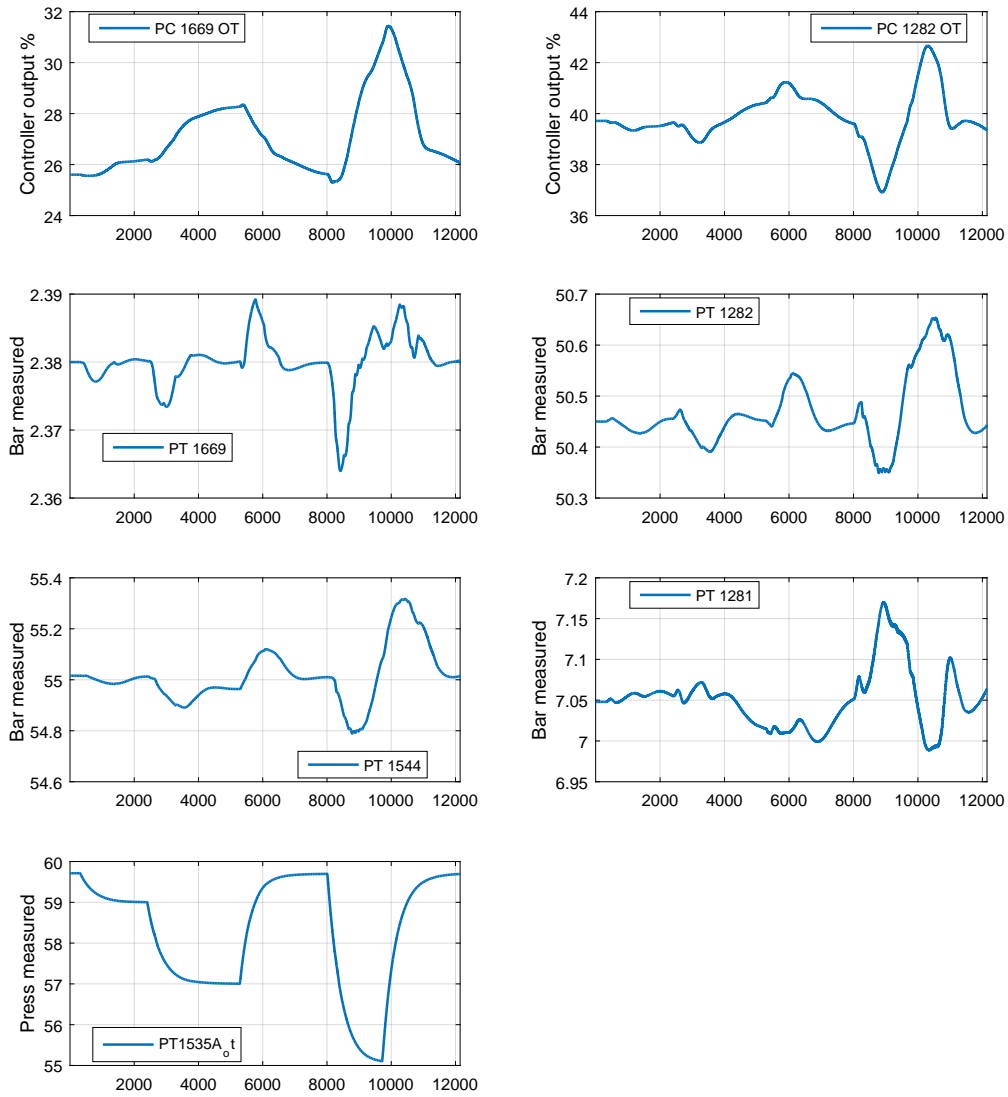 Controller output %
32
30
28
26
24
PC 1669 OT
2000 4000 6000 8000 10000 12000
Controller output %
44
42
40
38
36
PC 1282 OT
2000 4000 6000 8000 10000 12000
Bar measured
2.39
2.38
2.37
2.36
PT 1669
2000 4000 6000 8000 10000 12000
Bar measured
50.7
50.6
50.5
50.4
50.3
PT 1282
2000 4000 6000 8000 10000 12000
Bar measured
55.4
55.2
55
54.8
54.6
PT 1544
2000 4000 6000 8000 10000 12000
Bar measured
7.2
7.15
7.1
7.05
7
6.95
PT 1281
2000 4000 6000 8000 10000 12000
Press measured
60
59
58
57
56
55
PT1535A_ot
2000 4000 6000 8000 10000 12000